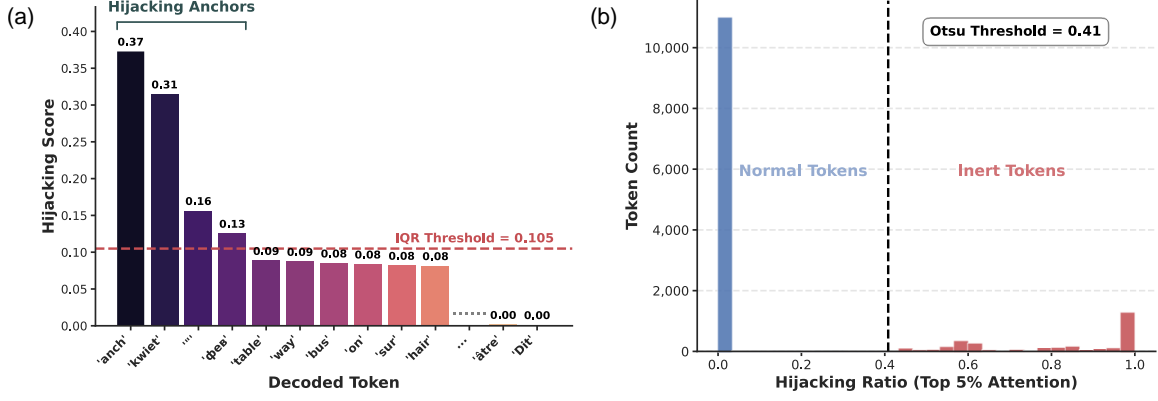 (a)
Hijacking Anchors
Hijacking Score
0.40
0.35
0.30
0.25
0.20
0.15
0.10
0.05
0.00
0.37
0.31
0.16
0.13
0.09
0.09
0.08
0.08
0.08
0.08
0.00
0.00
IQR Threshold = 0.105
'anch'
'kwiet'
'"'
'фев'
'table'
'way'
'bus'
'on'
'sur'
'hair'
...
'âtre'
'Dit'
Decoded Token
(b)
Token Count
10,000
8,000
6,000
4,000
2,000
0
Otsu Threshold = 0.41
Normal Tokens
Inert Tokens
0.0
0.2
0.4
0.6
0.8
1.0
Hijacking Ratio (Top 5% Attention)